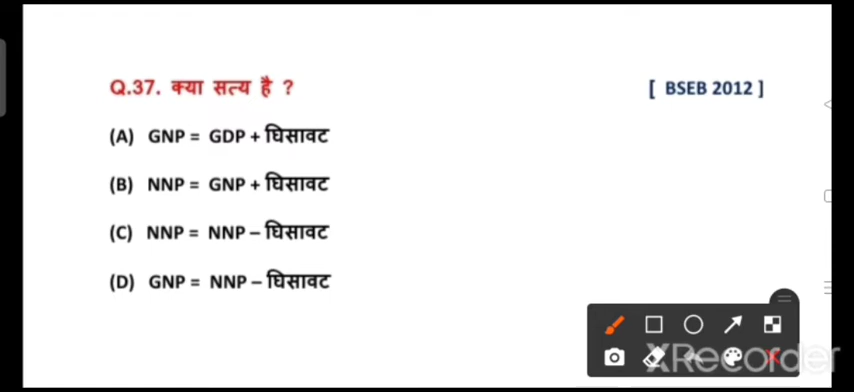 Q.37. क्या सत्य है ? [ BSEB 2012 ]
(A) GNP = GDP + घिसावट
(B) NNP = GNP + घिसावट
(C) NNP = NNP – घिसावट
(D) GNP = NNP – घिसावट
XRecorder